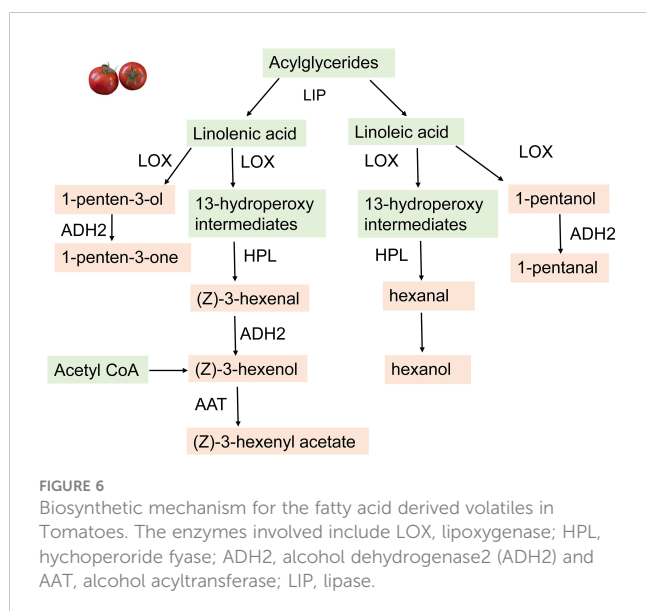 Acylglycerides
LIP
Linolenic acid
Linoleic acid
LOX
LOX
LOX
LOX
1-penten-3-ol
13-hydroperoxy
intermediates
13-hydroperoxy
intermediates
1-pentanol
ADH2
ADH2
1-penten-3-one
HPL
HPL
1-pentanal
(Z)-3-hexenal
hexanal
ADH2
Acetyl CoA
(Z)-3-hexenol
hexanol
AAT
(Z)-3-hexenyl acetate
FIGURE 6
Biosynthetic mechanism for the fatty acid derived volatiles in
Tomatoes. The enzymes involved include LOX, lipoxygenase; HPL,
hychoperoride fyase; ADH2, alcohol dehydrogenase2 (ADH2) and
AAT, alcohol acyltransferase; LIP, lipase.